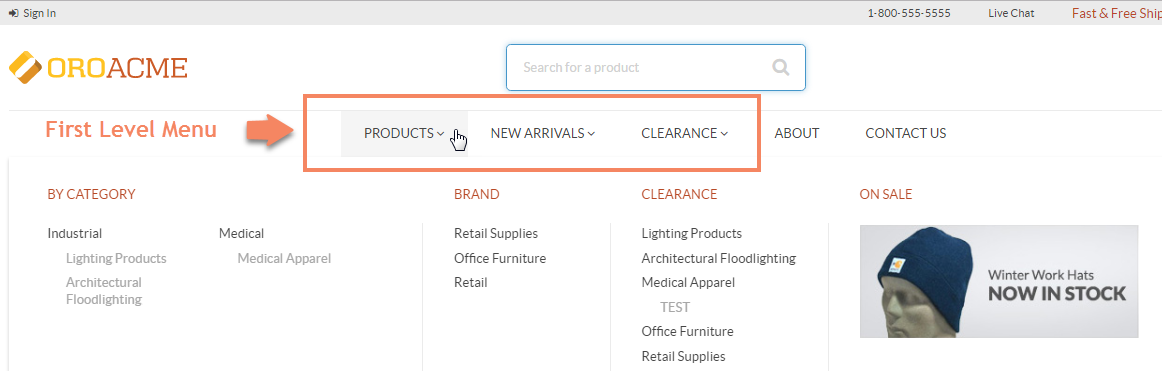 Sign In
1-800-555-5555
Live Chat
Fast & Free Ship
OROACME
Search for a product
First Level Menu
PRODUCTS
NEW ARRIVALS
CLEARANCE
ABOUT
CONTACT US
BY CATEGORY
Industrial
Lighting Products
Architectural
Floodlighting
Medical
Medical Apparel
BRAND
Retail Supplies
Office Furniture
Retail
CLEARANCE
Lighting Products
Architectural Floodlighting
Medical Apparel
TEST
Office Furniture
Retail Supplies
ON SALE
Winter Work Hats
NOW IN STOCK